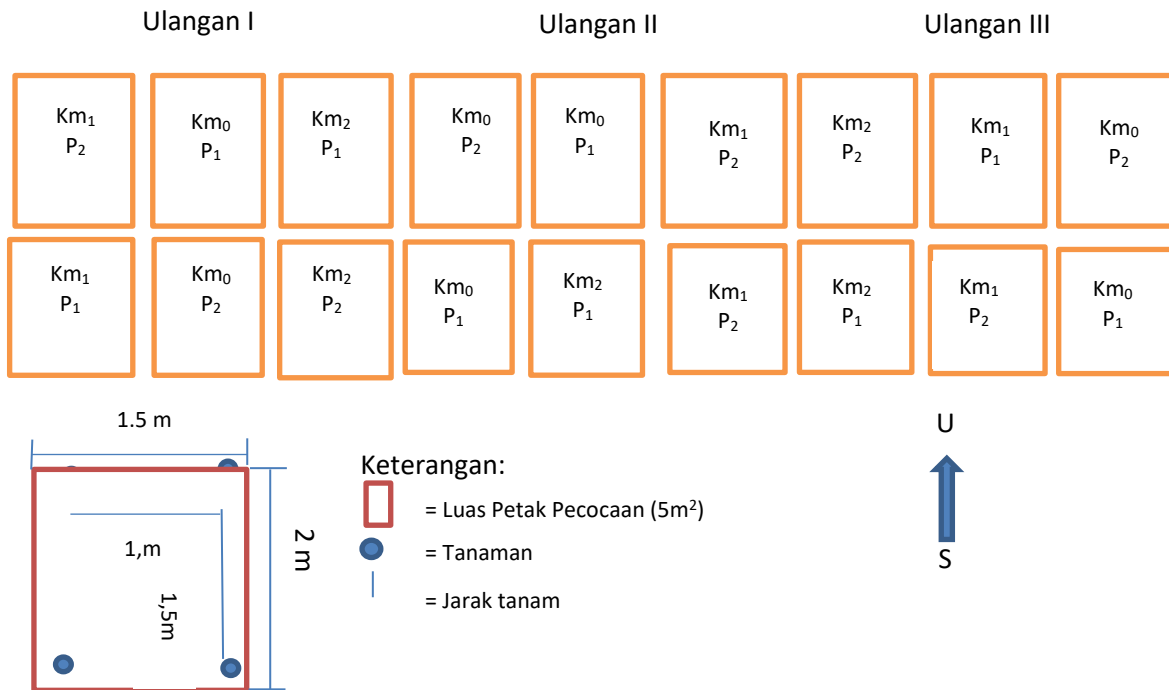 Ulangan I Ulangan II Ulangan III
Km₁ Km₀ Km₂ Km₀ Km₀ Km₁ Km₂ Km₁ Km₀
P₂ P₁ P₁ P₂ P₁ P₂ P₂ P₁ P₂
Km₁ Km₀ Km₂ Km₀ Km₂ Km₁ Km₂ Km₁ Km₀
P₁ P₂ P₂ P₁ P₁ P₂ P₁ P₂ P₁
1.5 m
2 m
1,m
1,5m
Keterangan:
= Luas Petak Pecocaan (5m²)
= Tanaman
= Jarak tanam
U
S